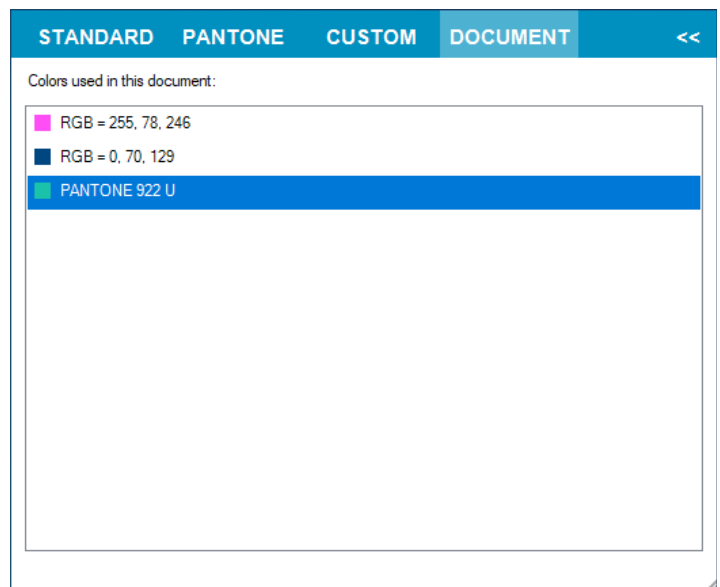 STANDARD PANTONE CUSTOM DOCUMENT <<
Colors used in this document:
RGB = 255, 78, 246
RGB = 0, 70, 129
PANTONE 922 U